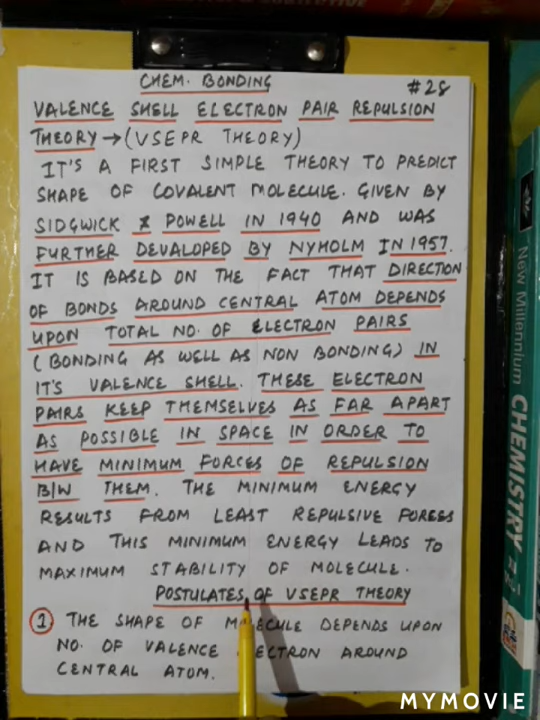 CHEM. BONDING #28
VALENCE SHELL ELECTRON PAIR REPULSION
THEORY → (VSEPR THEORY)
IT'S A FIRST SIMPLE THEORY TO PREDICT
SHAPE OF COVALENT MOLECULE. GIVEN BY
SIDGWICK & POWELL IN 1940 AND WAS
FURTHER DEVALOPED BY NYHOLM IN 1957.
IT IS BASED ON THE FACT THAT DIRECTION
OF BONDS AROUND CENTRAL ATOM DEPENDS
UPON TOTAL NO. OF ELECTRON PAIRS
(BONDING AS WELL AS NON BONDING) IN
IT'S VALENCE SHELL. THESE ELECTRON
PAIRS KEEP THEMSELVES AS FAR APART
AS POSSIBLE IN SPACE IN ORDER TO
HAVE MINIMUM FORCES OF REPULSION
B/W THEM. THE MINIMUM ENERGY
RESULTS FROM LEAST REPULSIVE FORCES
AND THIS MINIMUM ENERGY LEADS TO
MAXIMUM STABILITY OF MOLECULE.
POSTULATES OF VSEPR THEORY
1 THE SHAPE OF MOLECULE DEPENDS UPON
NO. OF VALENCE ELECTRON AROUND
CENTRAL ATOM.
New Millennium CHEMISTRY
MYMOVIE